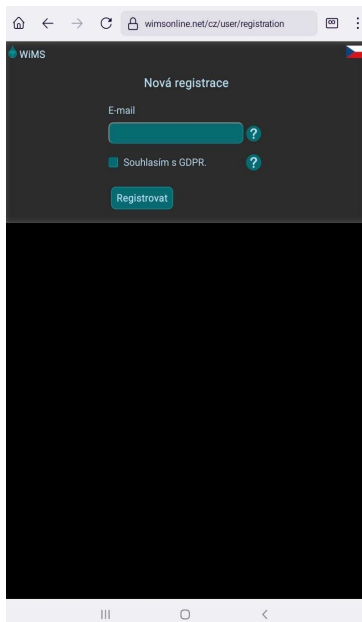 wimsonline.net/cz/user/registration
WiMS
Nová registrace
E-mail
?
Souhlasím s GDPR.
?
Registrovat